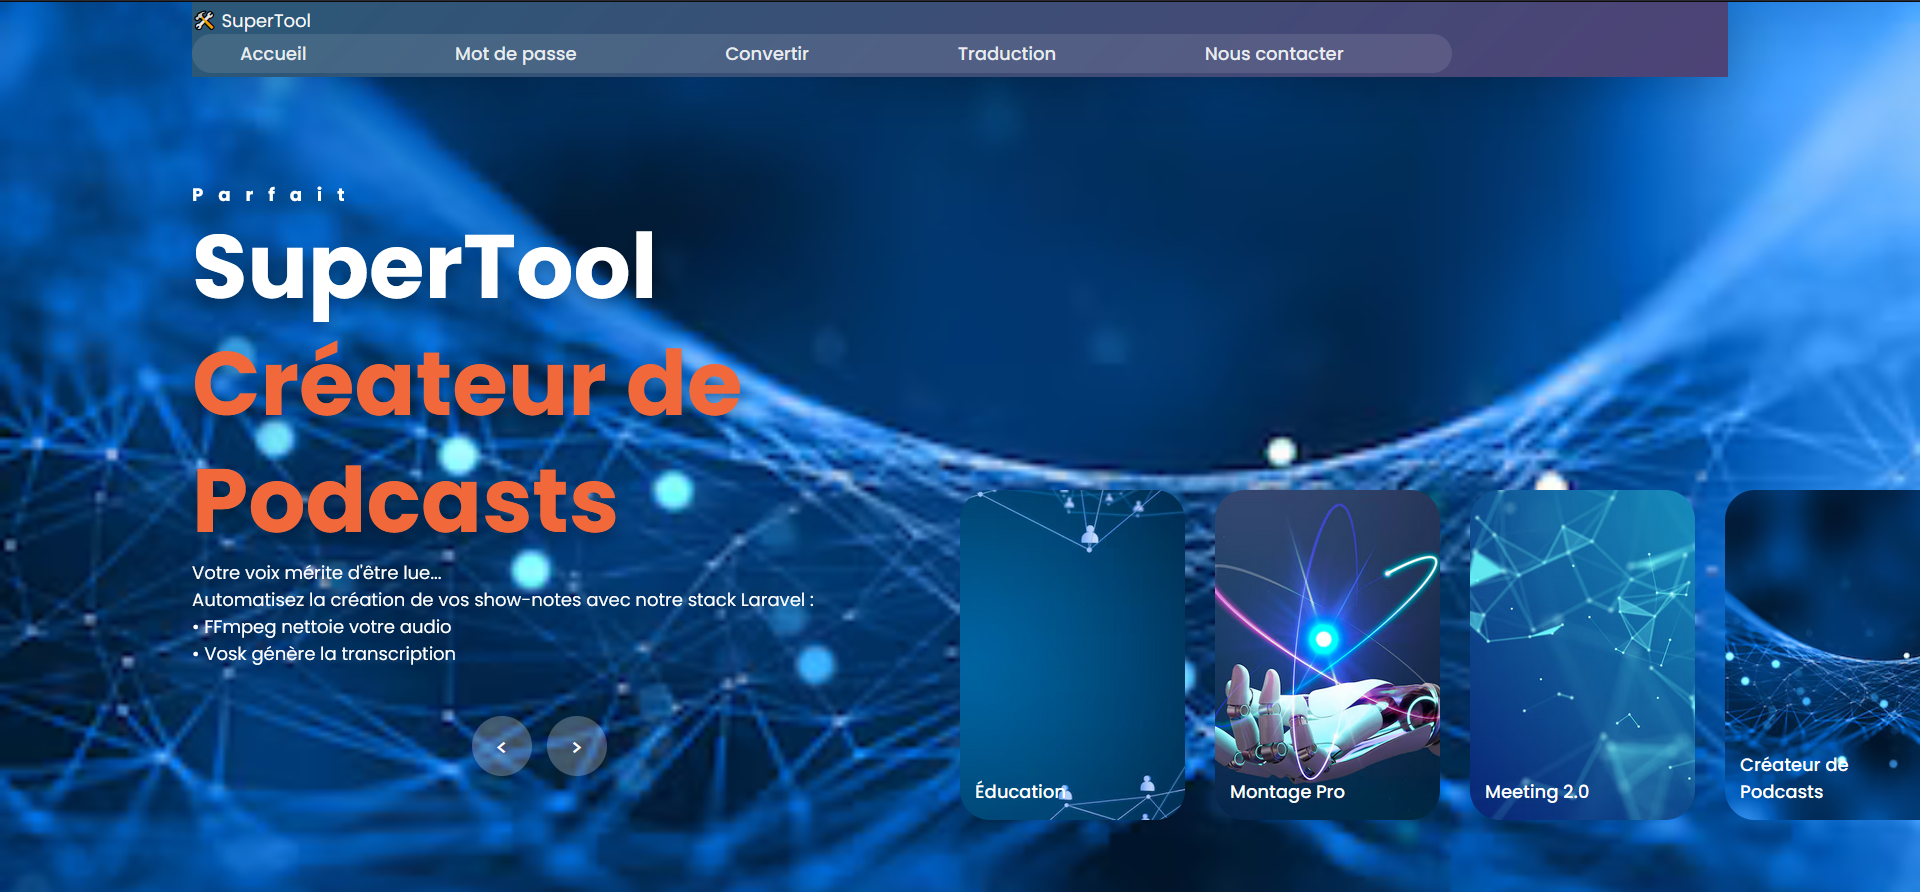 SuperTool
Accueil Mot de passe Convertir Traduction Nous contacter
Parfait
SuperTool
Créateur de
Podcasts
Votre voix mérite d'être lue...
Automatisez la création de vos show-notes avec notre stack Laravel :
• FFmpeg nettoie votre audio
• Vosk génère la transcription
< >
Éducation
Montage Pro
Meeting 2.0
Créateur de
Podcasts